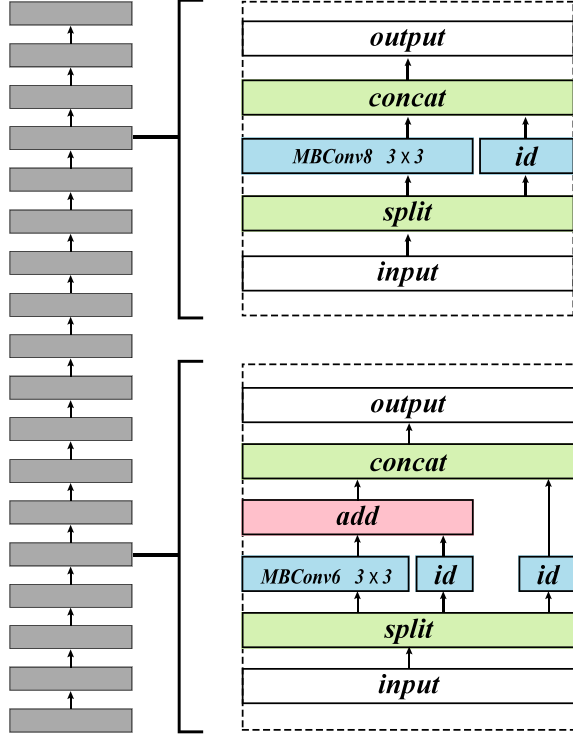 output
concat
MBConv8 3 x 3 id
split
input
output
concat
add
MBConv6 3 x 3 id id
split
input